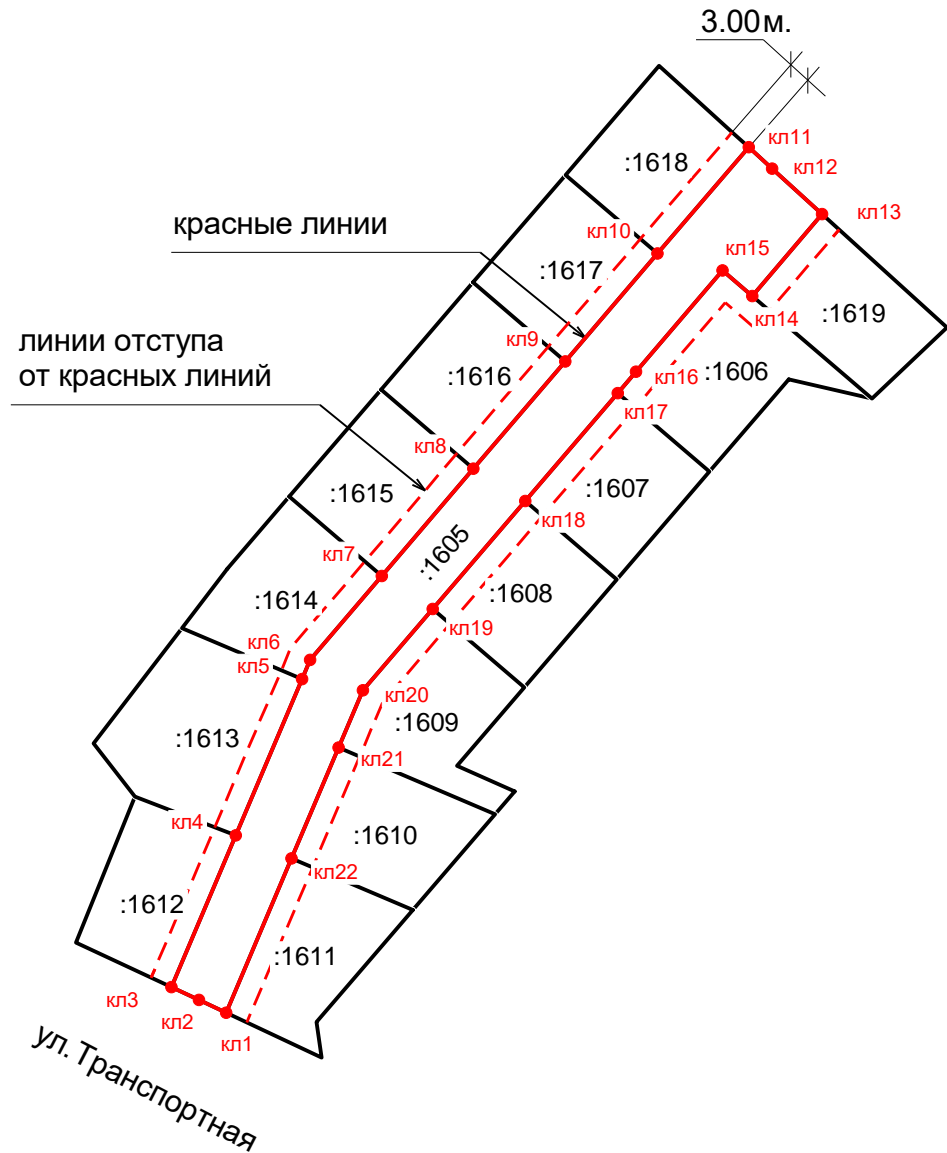 3.00м.
кл11
:1618
кл12
кл13
красные линии
кл10
кл15
:1617
кл14
:1619
кл9
линии отступа
от красных линий
:1616
кл16
:1606
кл17
кл8
:1615
:1607
кл18
:1605
кл7
:1608
:1614
кл19
кл6
кл5
кл20
:1609
:1613
кл21
кл4
:1610
кл22
:1612
:1611
кл3
кл2
кл1
ул. Транспортная